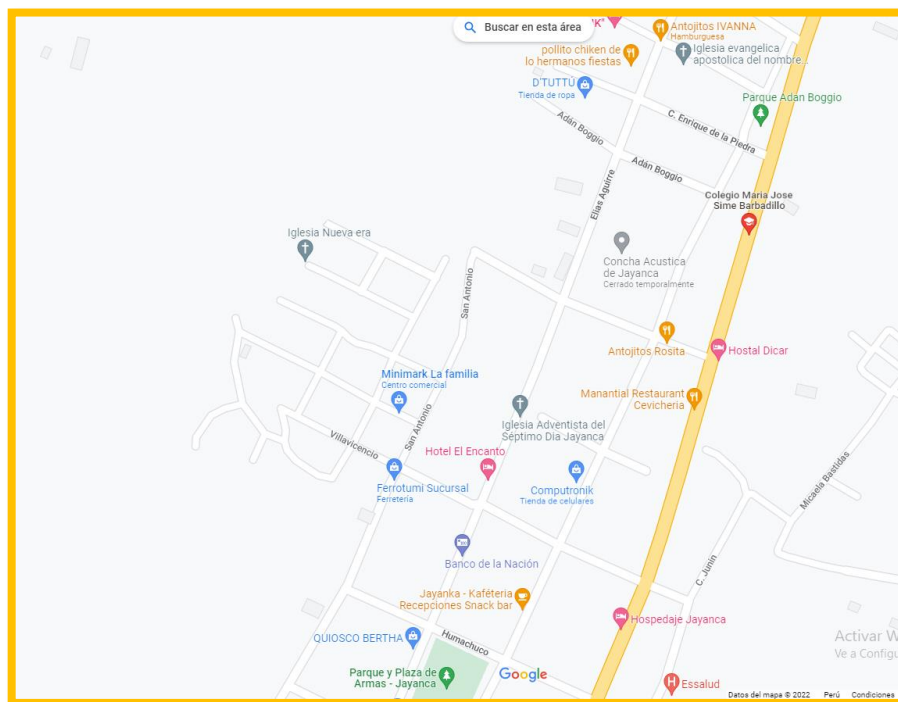 Buscar en esta área
'K"
Antojitos IVANNA
Hamburguesa
pollito chiken de
lo hermanos fiestas
Iglesia evangelica
apostolica del nombre...
D'TUTTÚ
Tienda de ropa
Parque Adán Boggio
C. Enrique de la Piedra
Adán Boggio
Adán Boggio
Elías Aguirre
Colegio Maria Jose
Sime Barbadillo
Iglesia Nueva era
Concha Acustica
de Jayanca
Cerrado temporalmente
San Antonio
Antojitos Rosita
Hostal Dicar
Minimark La familia
Centro comercial
Manantial Restaurant
Cevicheria
San Antonio
Iglesia Adventista del
Séptimo Dia Jayanca
Villavicencio
Hotel El Encanto
Micaela Bastidas
Ferrotumi Sucursal
Ferretería
Computronik
Tienda de celulares
Banco de la Nación
C. Junín
Jayanka - Kaféteria
Recepciones Snack bar
Hospedaje Jayanca
QUIOSCO BERTHA
Humachuco
Activar W
Ve a Configu
Parque y Plaza de
Armas - Jayanca
Google
Essalud
Datos del mapa © 2022 Perú Condiciones